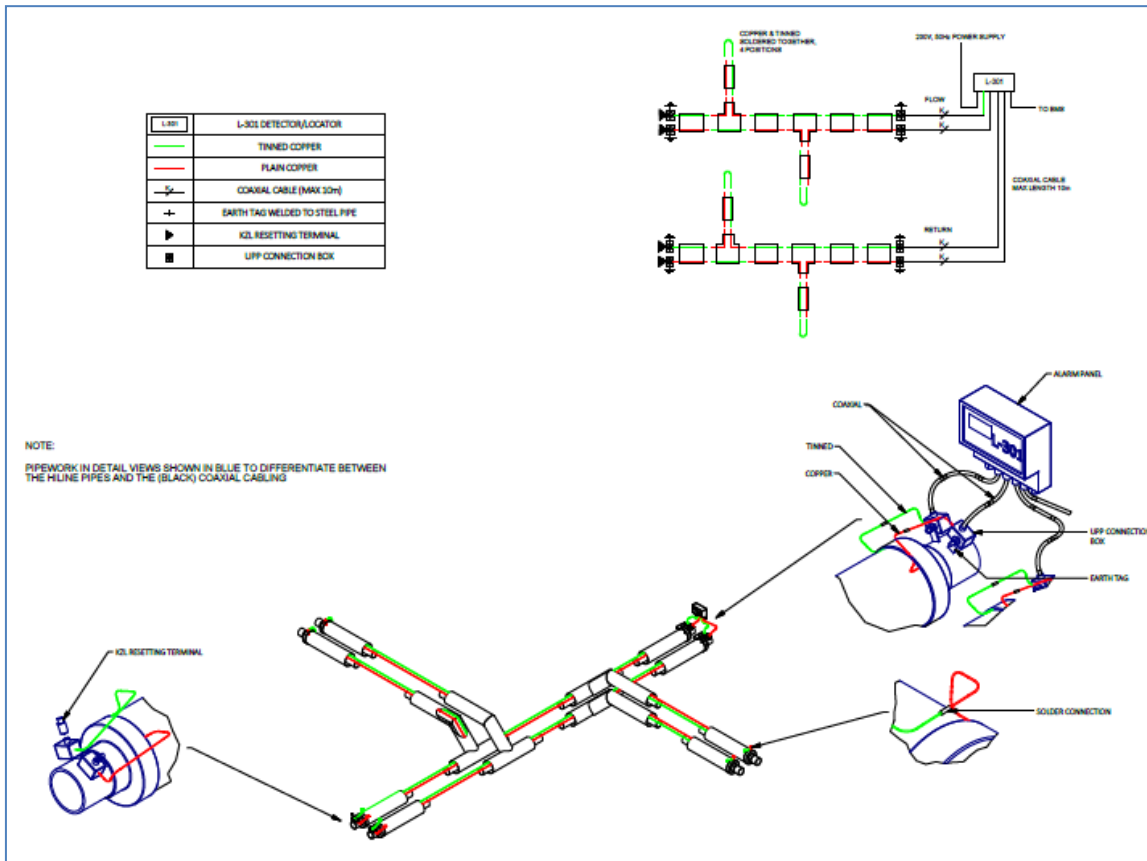 COPPER & TINNED
SOLDERED TOGETHER,
4 POSITIONS
230V, 50Hz POWER SUPPLY
L-301
FLOW
K
K
TO BMS
COAXIAL CABLE
MAX LENGTH 10m
RETURN
K
K
L-301
L-301 DETECTOR/LOCATOR
TINNED COPPER
PLAIN COPPER
K
COAXIAL CABLE (MAX 10m)
EARTH TAG WELDED TO STEEL PIPE
KZL RESETTING TERMINAL
UPP CONNECTION BOX
NOTE:
PIPEWORK IN DETAIL VIEWS SHOWN IN BLUE TO DIFFERENTIATE BETWEEN
THE HILINE PIPES AND THE (BLACK) COAXIAL CABLING
ALARM PANEL
COAXIAL
L-301
TINNED
COPPER
UPP CONNECTION
BOX
EARTH TAG
KZL RESETTING TERMINAL
SOLDER CONNECTION